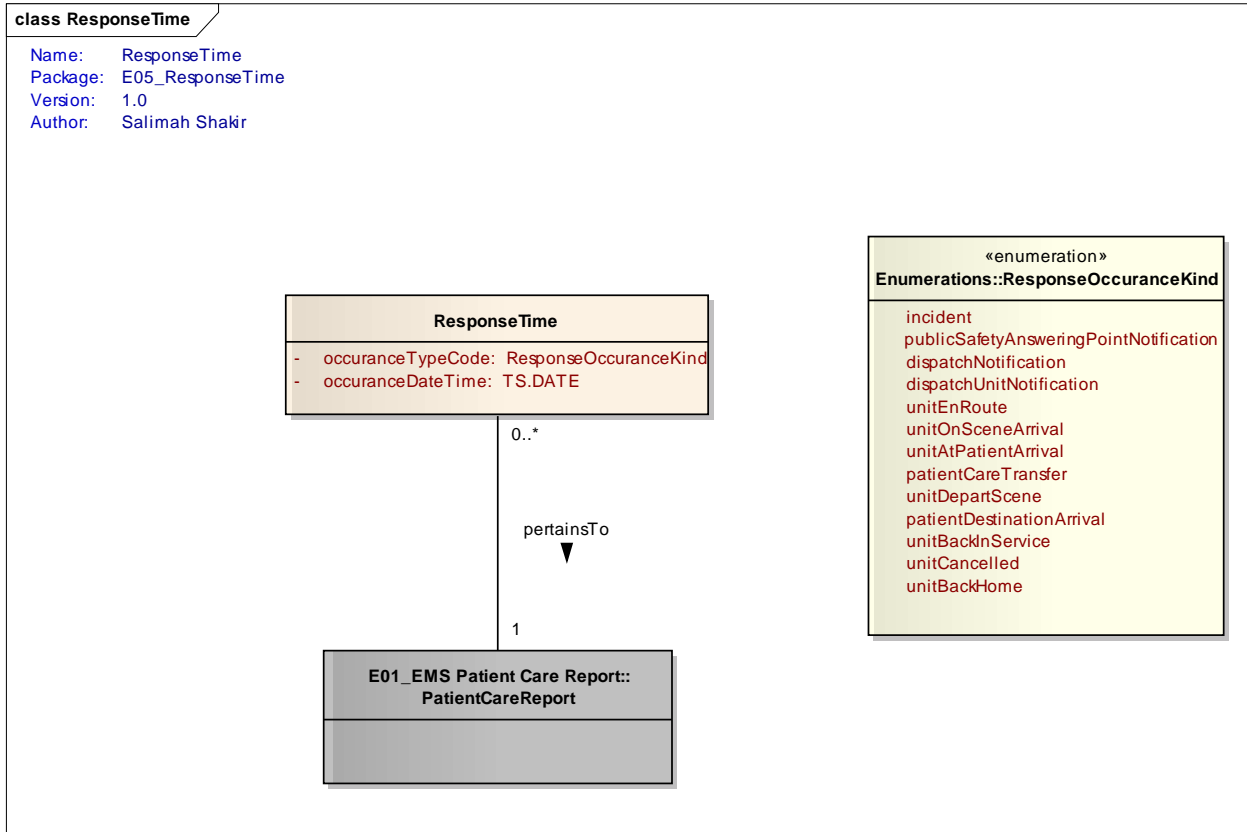 class ResponseTime
Name: ResponseTime
Package: E05_ResponseTime
Version: 1.0
Author: Salimah Shakir
«enumeration»
Enumerations::ResponseOccuranceKind
incident
publicSafetyAnsweringPointNotification
dispatchNotification
dispatchUnitNotification
unitEnRoute
unitOnSceneArrival
unitAtPatientArrival
patientCareTransfer
unitDepartScene
patientDestinationArrival
unitBackInService
unitCancelled
unitBackHome
ResponseTime
- occuranceTypeCode: ResponseOccuranceKind
- occuranceDateTime: TS.DATE
0..*
pertainsTo
1
E01_EMS Patient Care Report::
PatientCareReport